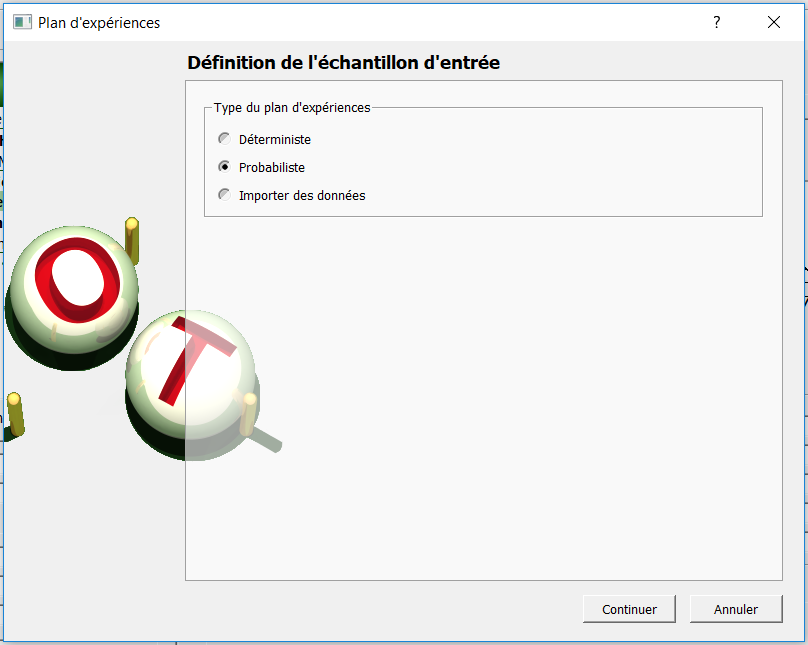 Plan d'expériences
?
Définition de l'échantillon d'entrée
Type du plan d'expériences
Déterministe
Probabiliste
Importer des données
O
T
Continuer
Annuler